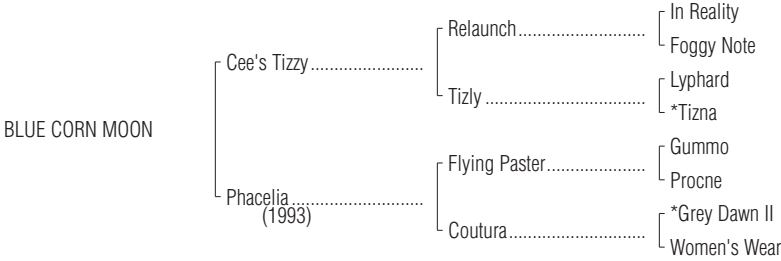 In Reality
Relaunch..........................
Foggy Note
Cee's Tizzy.......................
Lyphard
Tizly .................................
*Tizna
BLUE CORN MOON
Gummo
Flying Paster....................
Procne
Phacelia ...........................
(1993)
*Grey Dawn II
Coutura............................
Women's Wear